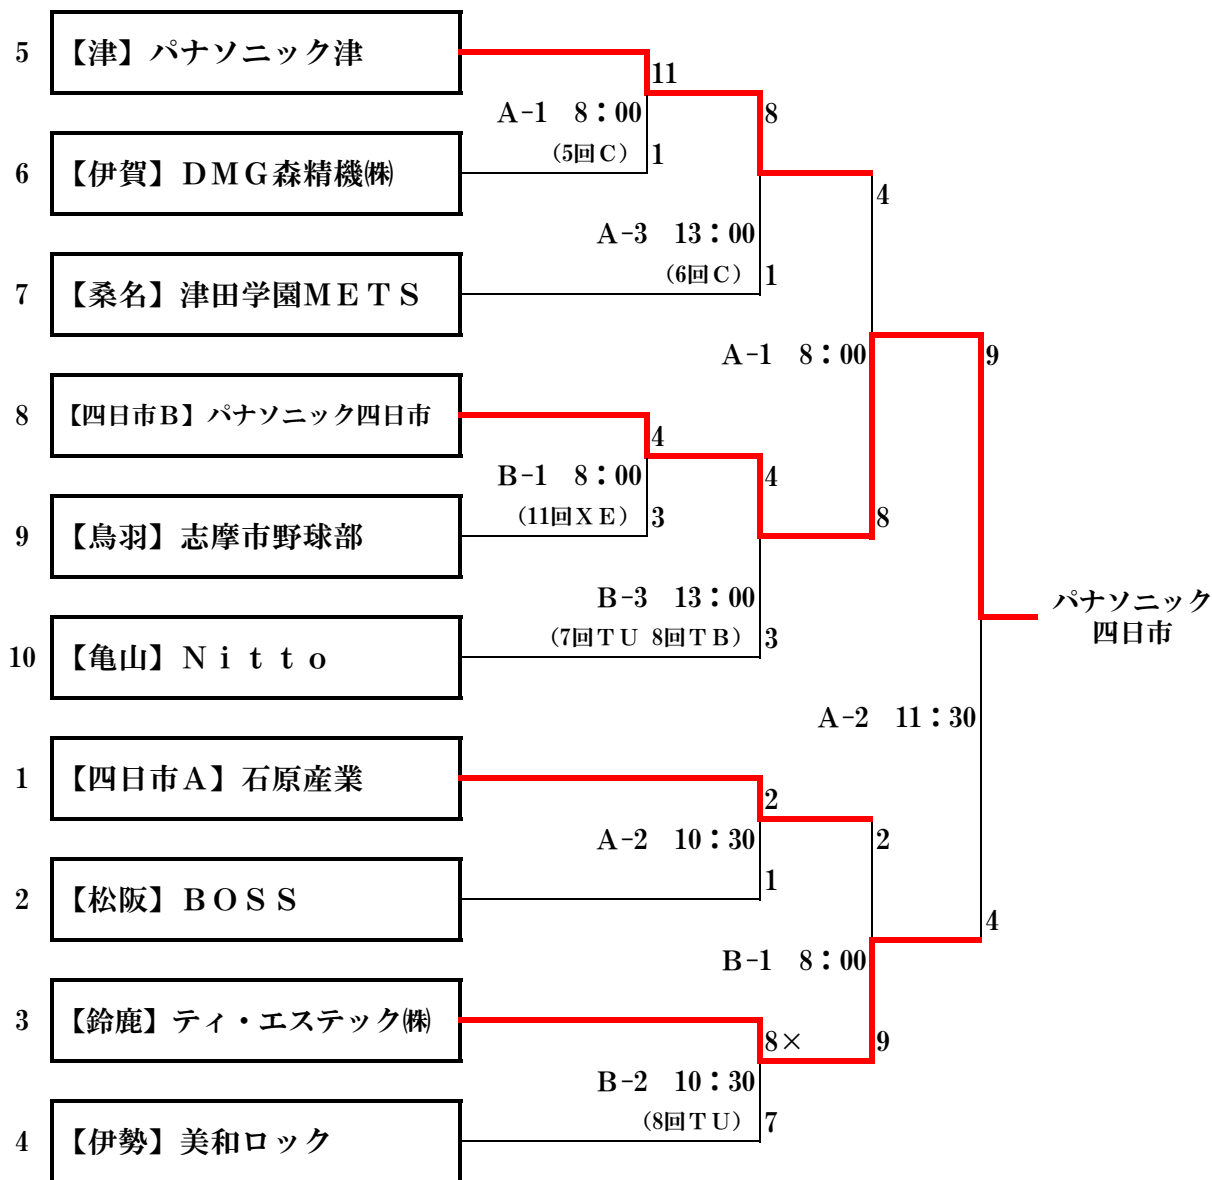 5 【津】パナソニック津
11
A-1 8：00
8
(5回C) 1
6 【伊賀】DMG森精機㈱
4
A-3 13：00
(6回C) 1
7 【桑名】津田学園METS
A-1 8：00
9
8 【四日市B】パナソニック四日市
4
B-1 8：00
4
(11回XE) 3
8
9 【鳥羽】志摩市野球部
B-3 13：00
パナソニック
四日市
(7回TU 8回TB) 3
10 【亀山】Nitto
A-2 11：30
1 【四日市A】石原産業
2
A-2 10：30
2
1
2 【松阪】BOSS
4
B-1 8：00
3 【鈴鹿】ティ・エステック㈱
8×
9
B-2 10：30
(8回TU) 7
4 【伊勢】美和ロック